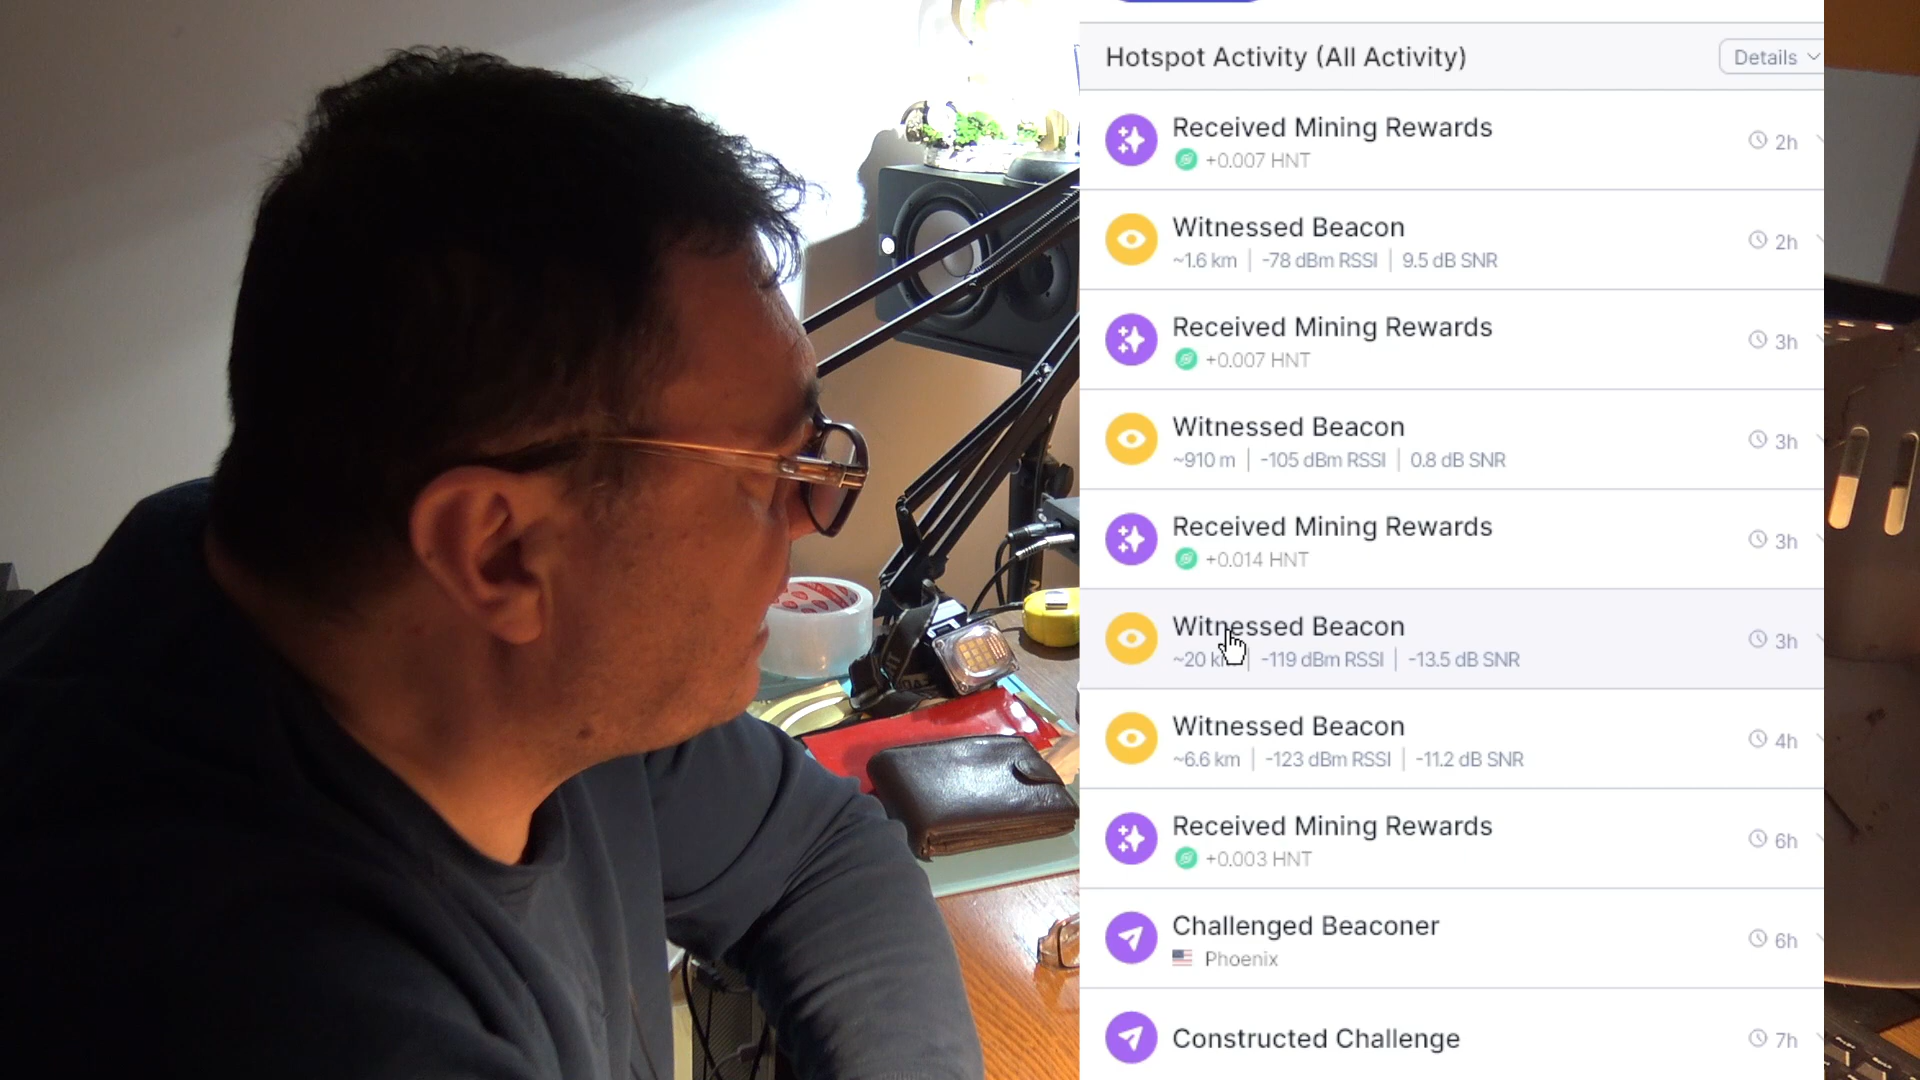 Hotspot Activity (All Activity)
Details
Received Mining Rewards
+0.007 HNT
2h
Witnessed Beacon
~1.6 km | -78 dBm RSSI | 9.5 dB SNR
2h
Received Mining Rewards
+0.007 HNT
3h
Witnessed Beacon
~910 m | -105 dBm RSSI | 0.8 dB SNR
3h
Received Mining Rewards
+0.014 HNT
3h
Witnessed Beacon
~20 km | -119 dBm RSSI | -13.5 dB SNR
3h
Witnessed Beacon
~6.6 km | -123 dBm RSSI | -11.2 dB SNR
4h
Received Mining Rewards
+0.003 HNT
6h
Challenged Beaconer
Phoenix
6h
Constructed Challenge
7h